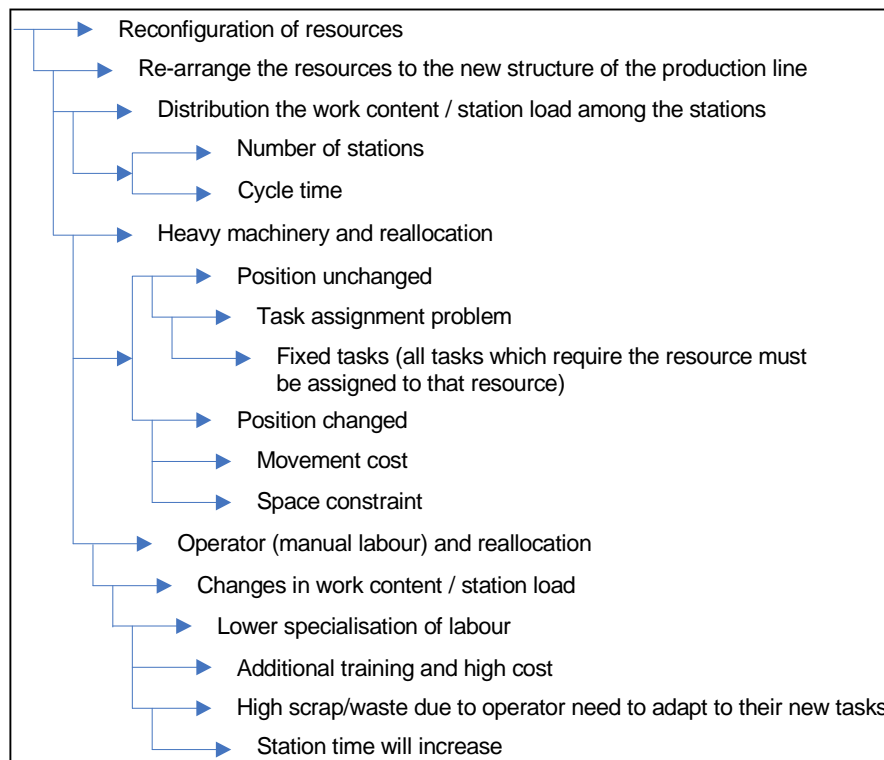 Reconfiguration of resources
Re-arrange the resources to the new structure of the production line
Distribution the work content / station load among the stations
Number of stations
Cycle time
Heavy machinery and reallocation
Position unchanged
Task assignment problem
Fixed tasks (all tasks which require the resource must
be assigned to that resource)
Position changed
Movement cost
Space constraint
Operator (manual labour) and reallocation
Changes in work content / station load
Lower specialisation of labour
Additional training and high cost
High scrap/waste due to operator need to adapt to their new tasks
Station time will increase